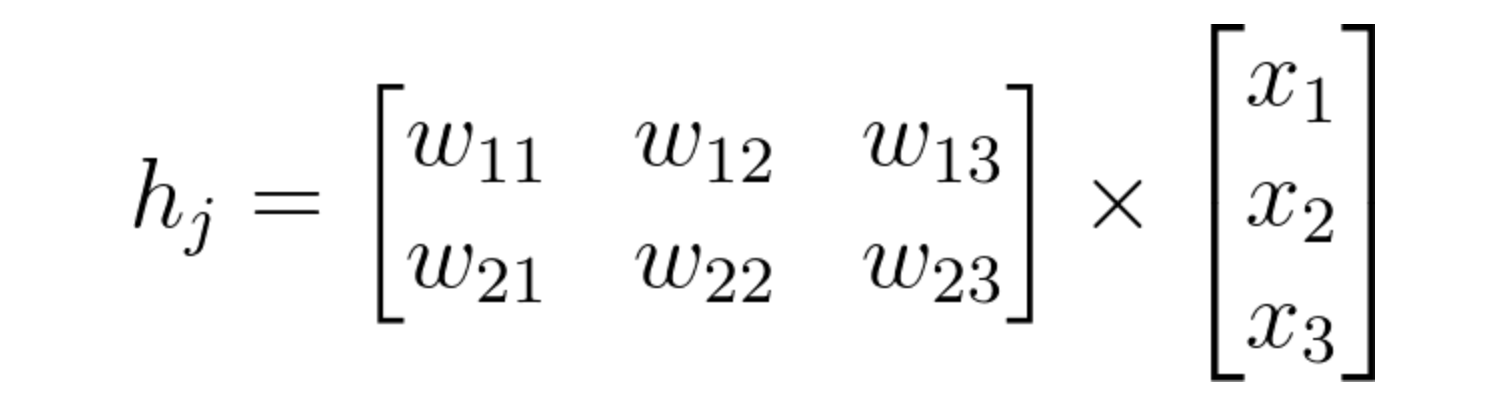 h_j = \begin{bmatrix} w_{11} & w_{12} & w_{13} \\ w_{21} & w_{22} & w_{23} \end{bmatrix} \times \begin{bmatrix} x_1 \\ x_2 \\ x_3 \end{bmatrix}